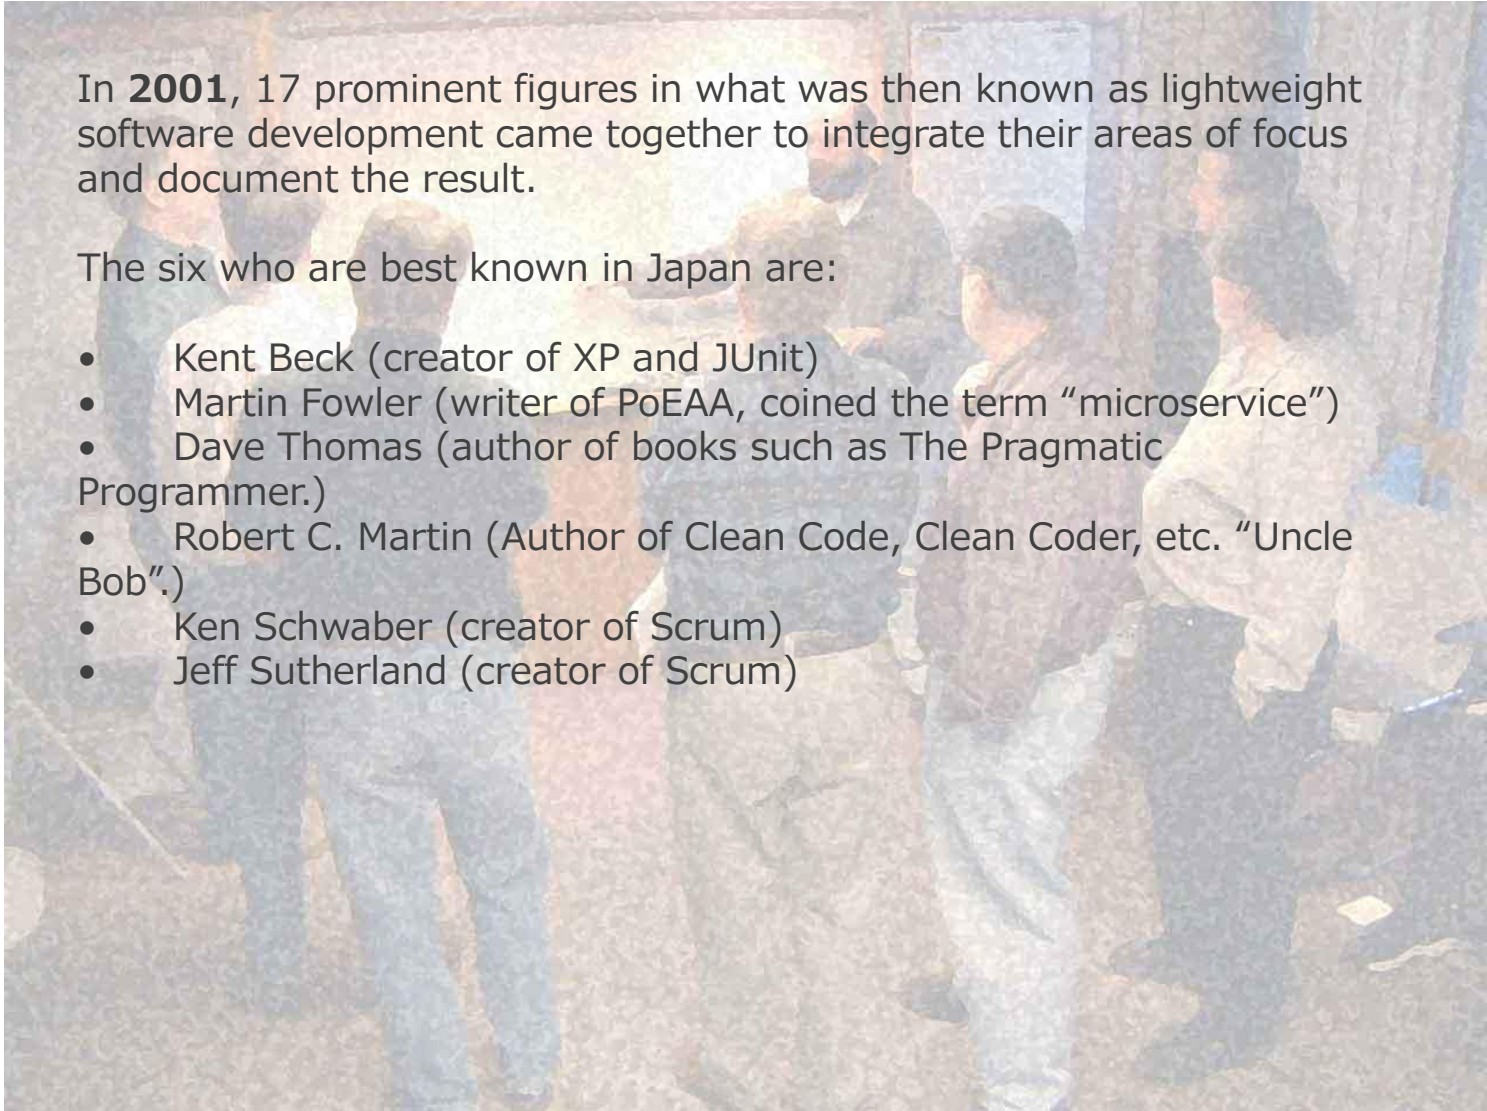 In 2001, 17 prominent figures in what was then known as lightweight
software development came together to integrate their areas of focus
and document the result.
The six who are best known in Japan are:
• Kent Beck (creator of XP and JUnit)
• Martin Fowler (writer of PoEAA, coined the term “microservice”)
• Dave Thomas (author of books such as The Pragmatic
Programmer.)
• Robert C. Martin (Author of Clean Code, Clean Coder, etc. “Uncle
Bob”.)
• Ken Schwaber (creator of Scrum)
• Jeff Sutherland (creator of Scrum)